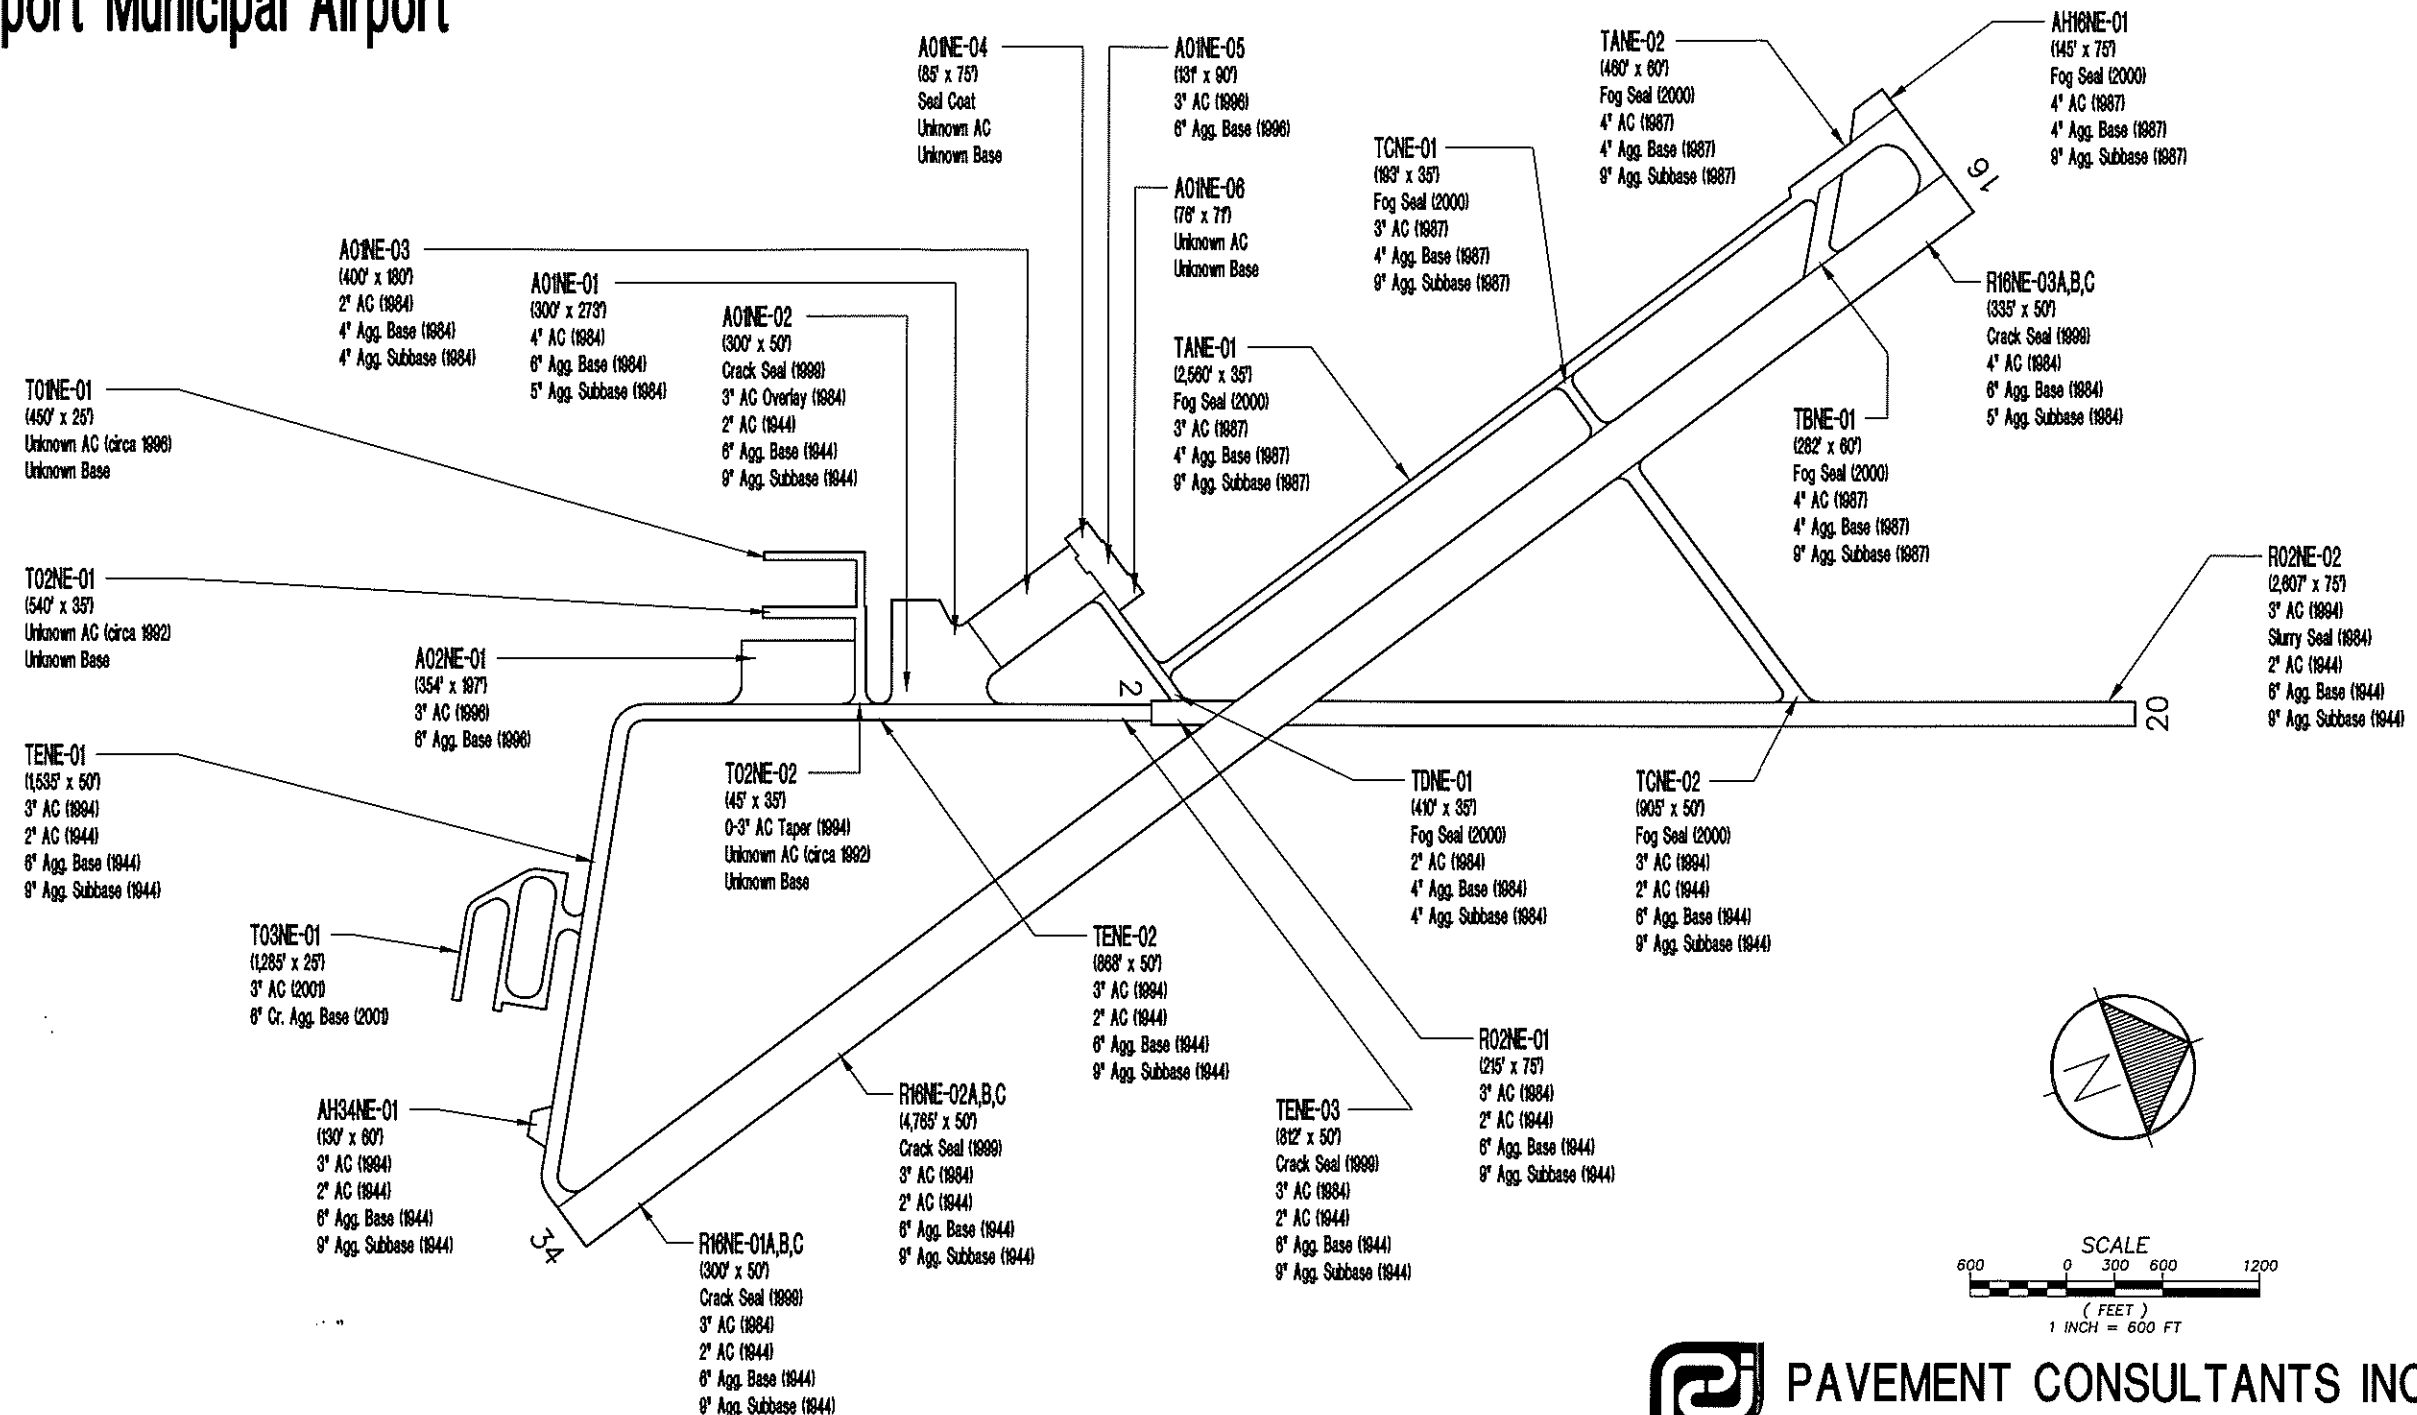 port Municipal Airport
A01NE-04
(85' x 75')
Seal Coat
Unknown AC
Unknown Base
A01NE-05
(131' x 90')
3" AC (1996)
6" Agg. Base (1996)
A01NE-06
(76' x 71')
Unknown AC
Unknown Base
TANE-02
(460' x 60')
Fog Seal (2000)
4" AC (1987)
4" Agg. Base (1987)
9" Agg. Subbase (1987)
AH16NE-01
(145' x 75')
Fog Seal (2000)
4" AC (1987)
4" Agg. Base (1987)
9" Agg. Subbase (1987)
TCNE-01
(193' x 35')
Fog Seal (2000)
3" AC (1987)
4" Agg. Base (1987)
9" Agg. Subbase (1987)
16
A01NE-03
(400' x 180')
2" AC (1984)
4" Agg. Base (1984)
4" Agg. Subbase (1984)
A01NE-01
(300' x 273')
4" AC (1984)
6" Agg. Base (1984)
5" Agg. Subbase (1984)
A01NE-02
(300' x 50')
Crack Seal (1999)
3" AC Overlay (1984)
2" AC (1944)
6" Agg. Base (1944)
9" Agg. Subbase (1944)
TANE-01
(2,560' x 35')
Fog Seal (2000)
3" AC (1987)
4" Agg. Base (1987)
9" Agg. Subbase (1987)
R16NE-03A,B,C
(335' x 50')
Crack Seal (1999)
4" AC (1984)
6" Agg. Base (1984)
5" Agg. Subbase (1984)
TBNE-01
(282' x 60')
Fog Seal (2000)
4" AC (1987)
4" Agg. Base (1987)
9" Agg. Subbase (1987)
T01NE-01
(450' x 25')
Unknown AC (circa 1996)
Unknown Base
T02NE-01
(540' x 35')
Unknown AC (circa 1992)
Unknown Base
R02NE-02
(2,607' x 75')
3" AC (1994)
Slurry Seal (1984)
2" AC (1944)
6" Agg. Base (1944)
9" Agg. Subbase (1944)
A02NE-01
(354' x 197')
3" AC (1996)
6" Agg. Base (1996)
2
20
TENE-01
(1,535' x 50')
3" AC (1994)
2" AC (1944)
6" Agg. Base (1944)
9" Agg. Subbase (1944)
T02NE-02
(45' x 35')
0-3" AC Taper (1994)
Unknown AC (circa 1992)
Unknown Base
TDNE-01
(410' x 35')
Fog Seal (2000)
2" AC (1984)
4" Agg. Base (1984)
4" Agg. Subbase (1984)
TCNE-02
(905' x 50')
Fog Seal (2000)
3" AC (1994)
2" AC (1944)
6" Agg. Base (1944)
9" Agg. Subbase (1944)
T03NE-01
(1,285' x 25')
3" AC (2001)
6" Cr. Agg. Base (2001)
TENE-02
(868' x 50')
3" AC (1994)
2" AC (1944)
6" Agg. Base (1944)
9" Agg. Subbase (1944)
R02NE-01
(215' x 75')
3" AC (1984)
2" AC (1944)
6" Agg. Base (1944)
9" Agg. Subbase (1944)
N
AH34NE-01
(130' x 60')
3" AC (1994)
2" AC (1944)
6" Agg. Base (1944)
9" Agg. Subbase (1944)
R16NE-02A,B,C
(4,765' x 50')
Crack Seal (1999)
3" AC (1984)
2" AC (1944)
6" Agg. Base (1944)
9" Agg. Subbase (1944)
TENE-03
(812' x 50')
Crack Seal (1999)
3" AC (1984)
2" AC (1944)
6" Agg. Base (1944)
9" Agg. Subbase (1944)
34
R16NE-01A,B,C
(300' x 50')
Crack Seal (1999)
3" AC (1984)
2" AC (1944)
6" Agg. Base (1944)
9" Agg. Subbase (1944)
SCALE
600 0 300 600 1200
( FEET )
1 INCH = 600 FT
PAVEMENT CONSULTANTS INC